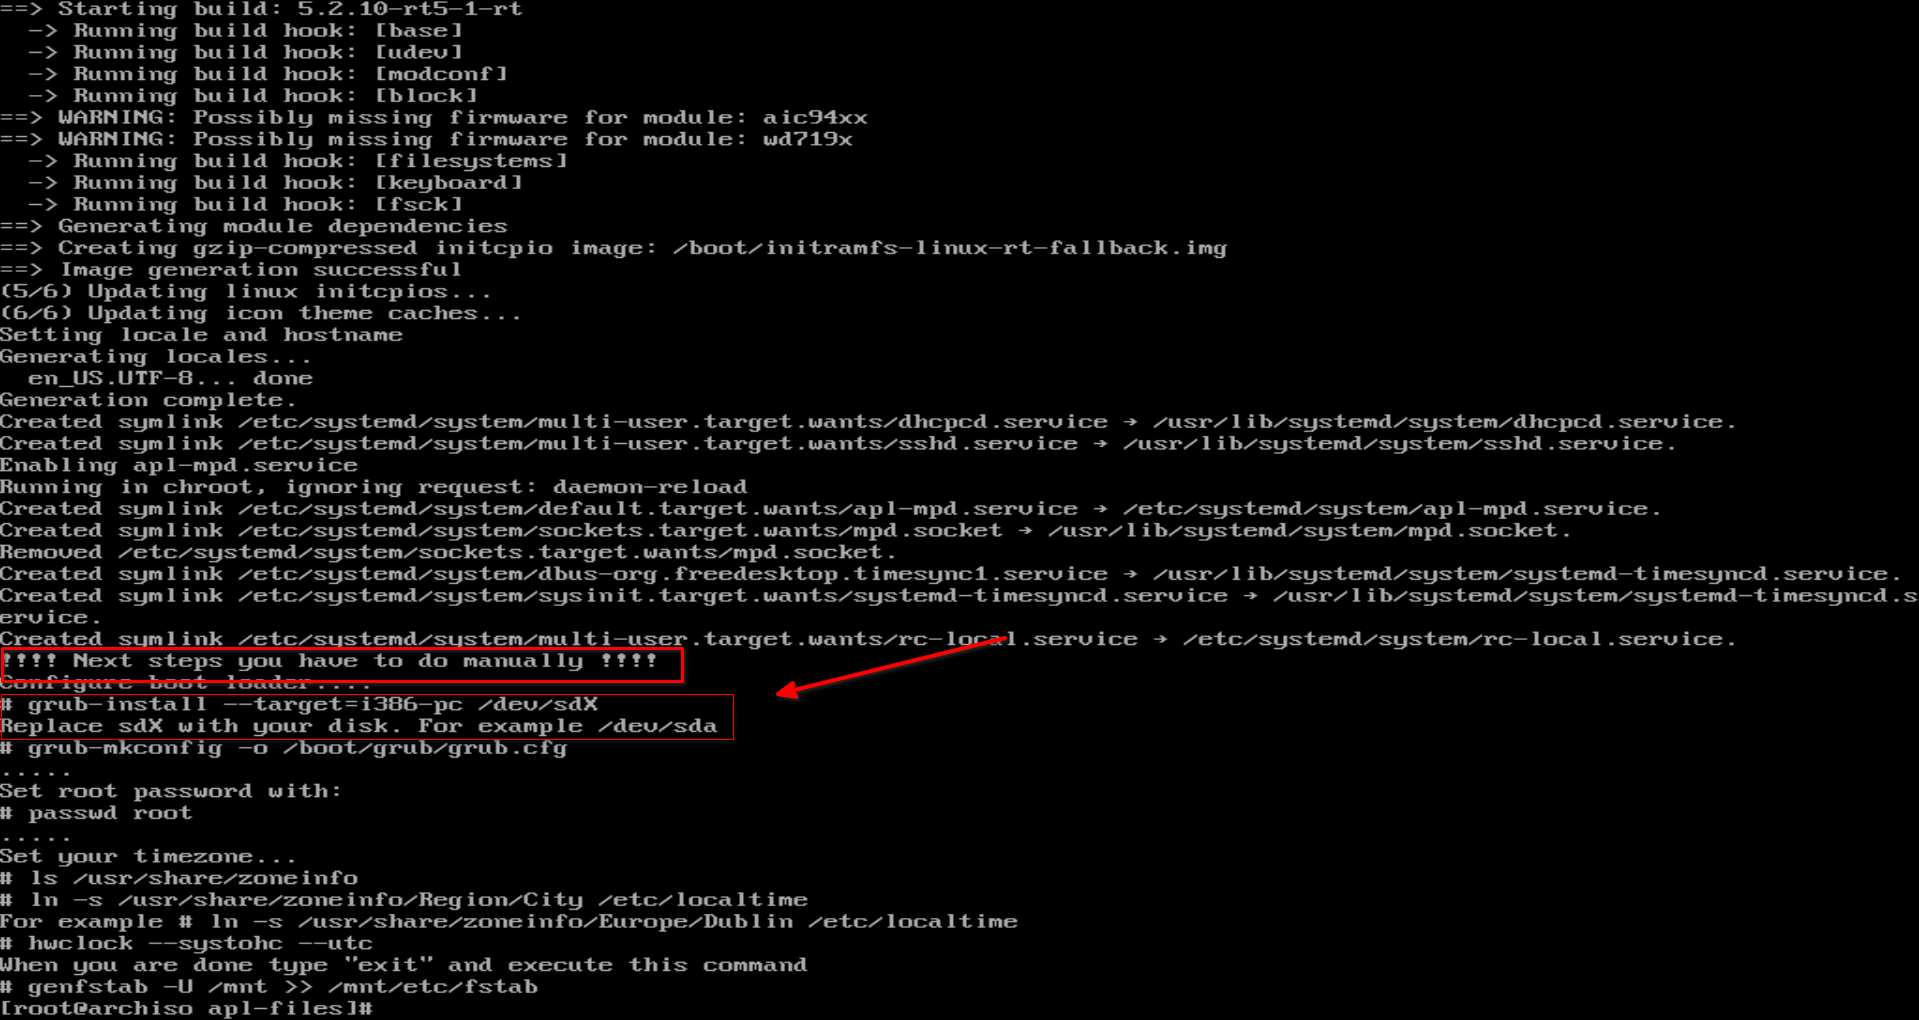 ==> Starting build: 5.2.10-rt5-1-rt
  -> Running build hook: [base]
  -> Running build hook: [udev]
  -> Running build hook: [modconf]
  -> Running build hook: [block]
==> WARNING: Possibly missing firmware for module: aic94xx
==> WARNING: Possibly missing firmware for module: wd719x
  -> Running build hook: [filesystems]
  -> Running build hook: [keyboard]
  -> Running build hook: [fsck]
==> Generating module dependencies
==> Creating gzip-compressed initcpio image: /boot/initramfs-linux-rt-fallback.img
==> Image generation successful
(5/6) Updating linux initcpios...
(6/6) Updating icon theme caches...
Setting locale and hostname
Generating locales...
  en_US.UTF-8... done
Generation complete.
Created symlink /etc/systemd/system/multi-user.target.wants/dhcpcd.service → /usr/lib/systemd/system/dhcpcd.service.
Created symlink /etc/systemd/system/multi-user.target.wants/sshd.service → /usr/lib/systemd/system/sshd.service.
Enabling apl-mpd.service
Running in chroot, ignoring request: daemon-reload
Created symlink /etc/systemd/system/default.target.wants/apl-mpd.service → /etc/systemd/system/apl-mpd.service.
Created symlink /etc/systemd/system/sockets.target.wants/mpd.socket → /usr/lib/systemd/system/mpd.socket.
Removed /etc/systemd/system/sockets.target.wants/mpd.socket.
Created symlink /etc/systemd/system/dbus-org.freedesktop.timesync1.service → /usr/lib/systemd/system/systemd-timesyncd.service.
Created symlink /etc/systemd/system/sysinit.target.wants/systemd-timesyncd.service → /usr/lib/systemd/system/systemd-timesyncd.s
ervice.
Created symlink /etc/systemd/system/multi-user.target.wants/rc-local.service → /etc/systemd/system/rc-local.service.
!!!! Next steps you have to do manually !!!!
Configure boot loader....
# grub-install --target=i386-pc /dev/sdX
Replace sdX with your disk. For example /dev/sda
# grub-mkconfig -o /boot/grub/grub.cfg
.....
Set root password with:
# passwd root
.....
Set your timezone...
# ls /usr/share/zoneinfo
# ln -s /usr/share/zoneinfo/Region/City /etc/localtime
For example # ln -s /usr/share/zoneinfo/Europe/Dublin /etc/localtime
# hwclock --systohc --utc
When you are done type "exit" and execute this command
# genfstab -U /mnt >> /mnt/etc/fstab
[root@archiso apl-files]#